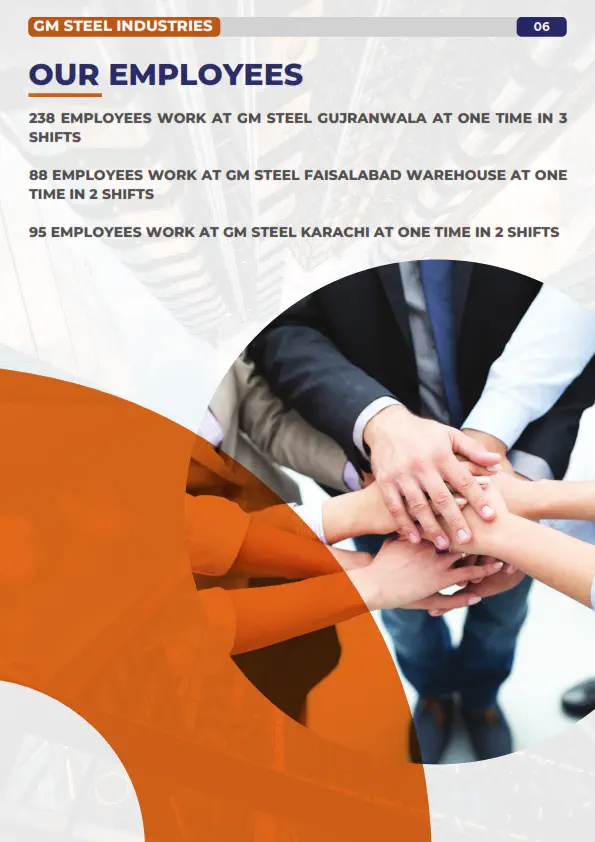 GM STEEL INDUSTRIES
06
OUR EMPLOYEES
238 EMPLOYEES WORK AT GM STEEL GUJRANWALA AT ONE TIME IN 3
SHIFTS
88 EMPLOYEES WORK AT GM STEEL FAISALABAD WAREHOUSE AT ONE
TIME IN 2 SHIFTS
95 EMPLOYEES WORK AT GM STEEL KARACHI AT ONE TIME IN 2 SHIFTS